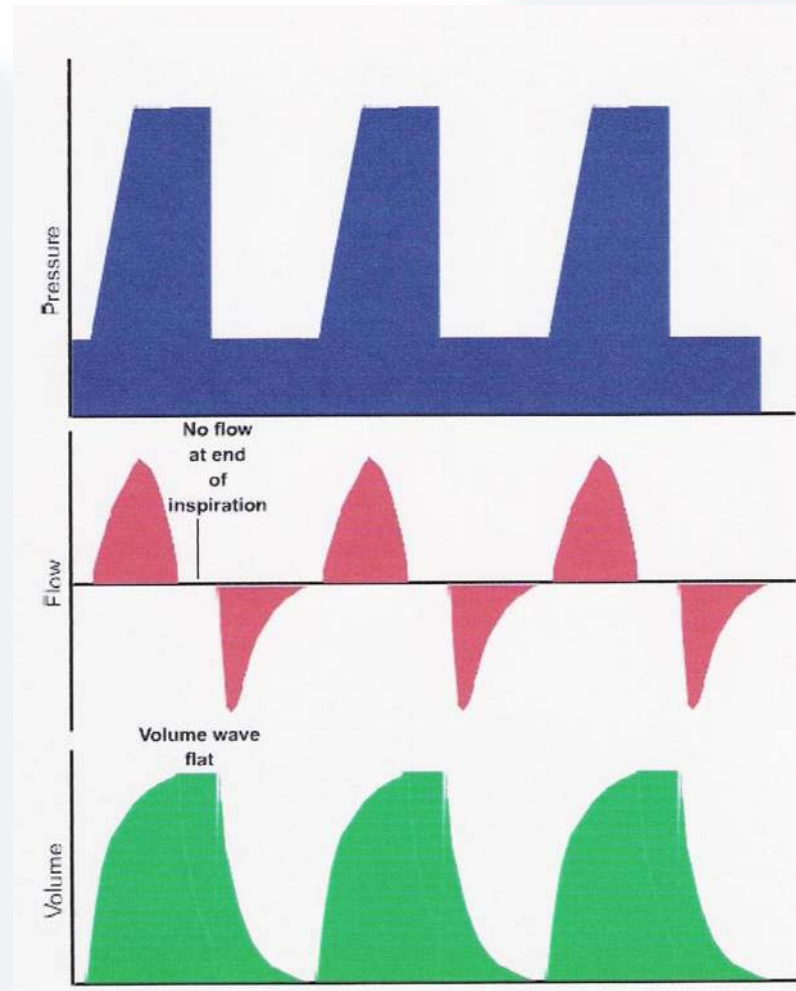 Pressure
No flow
at end
of
inspiration
Flow
Volume wave
flat
Volume